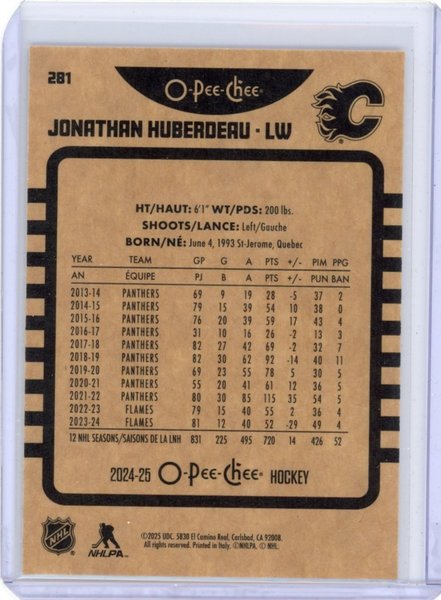 281
O-Pee-Chee®
JONATHAN HUBERDEAU · LW
C
®
HT/HAUT: 6'1" WT/PDS: 200 lbs.
SHOOTS/LANCE: Left/Gauche
BORN/NÉ: June 4, 1993 St-Jerome, Quebec
YEAR TEAM GP G A PTS +/- PIM PPG
AN ÉQUIPE PJ B A PTS +/- PUN BAN
2013-14 PANTHERS 69 9 19 28 -5 37 2
2014-15 PANTHERS 79 15 39 54 10 38 0
2015-16 PANTHERS 76 20 39 59 17 43 4
2016-17 PANTHERS 31 10 16 26 -2 13 3
2017-18 PANTHERS 82 27 42 69 -2 32 7
2018-19 PANTHERS 82 30 62 92 -14 40 11
2019-20 PANTHERS 69 23 55 78 5 30 5
2020-21 PANTHERS 55 20 41 61 12 36 5
2021-22 PANTHERS 80 30 85 115 35 54 5
2022-23 FLAMES 79 15 40 55 2 36 4
2023-24 FLAMES 81 12 40 52 -29 49 4
12 NHL SEASONS/SAISONS DE LA LNH 831 225 495 720 14 426 52
2024-25 O-Pee-Chee® HOCKEY
NHL
NHLPA
©2025 UDC. 5830 El Camino Real, Carlsbad, CA 92008.
All rights reserved. Printed in Italy. ©NHLPA, © NHL.